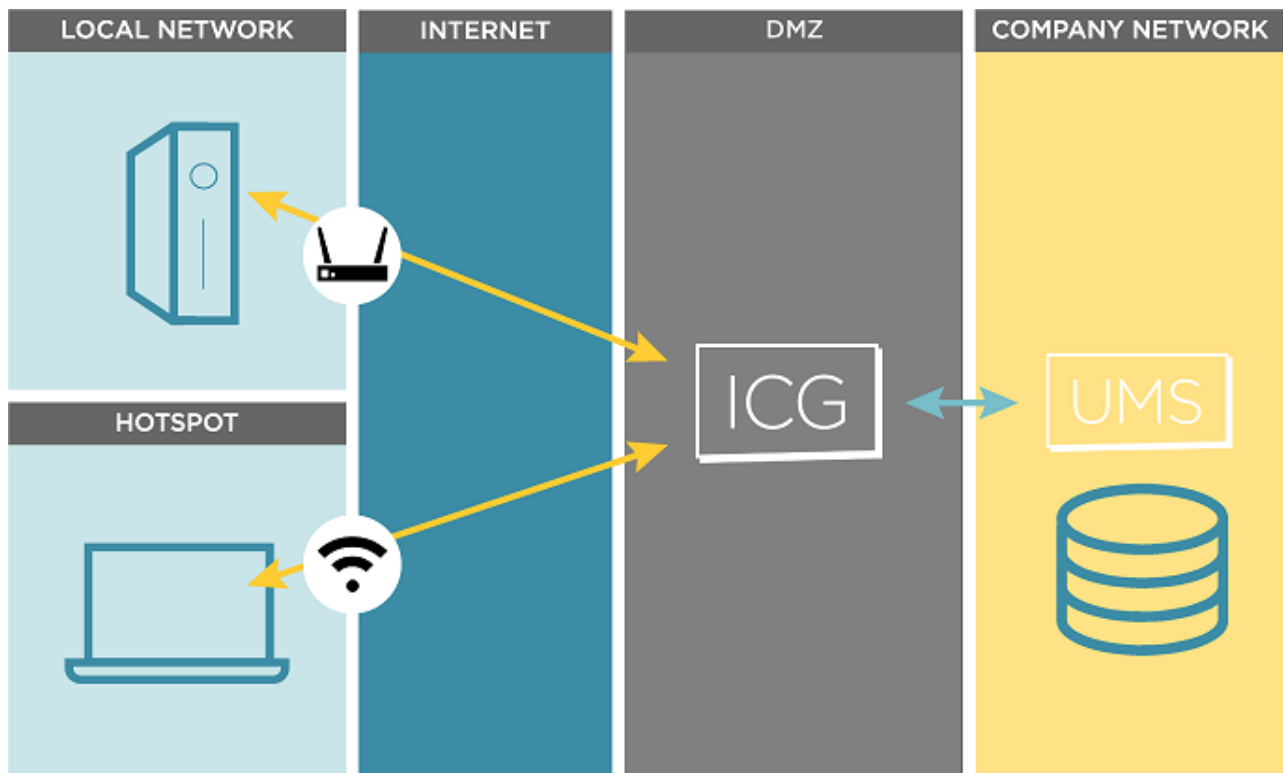 LOCAL NETWORK
INTERNET
DMZ
COMPANY NETWORK
ICG
UMS
HOTSPOT